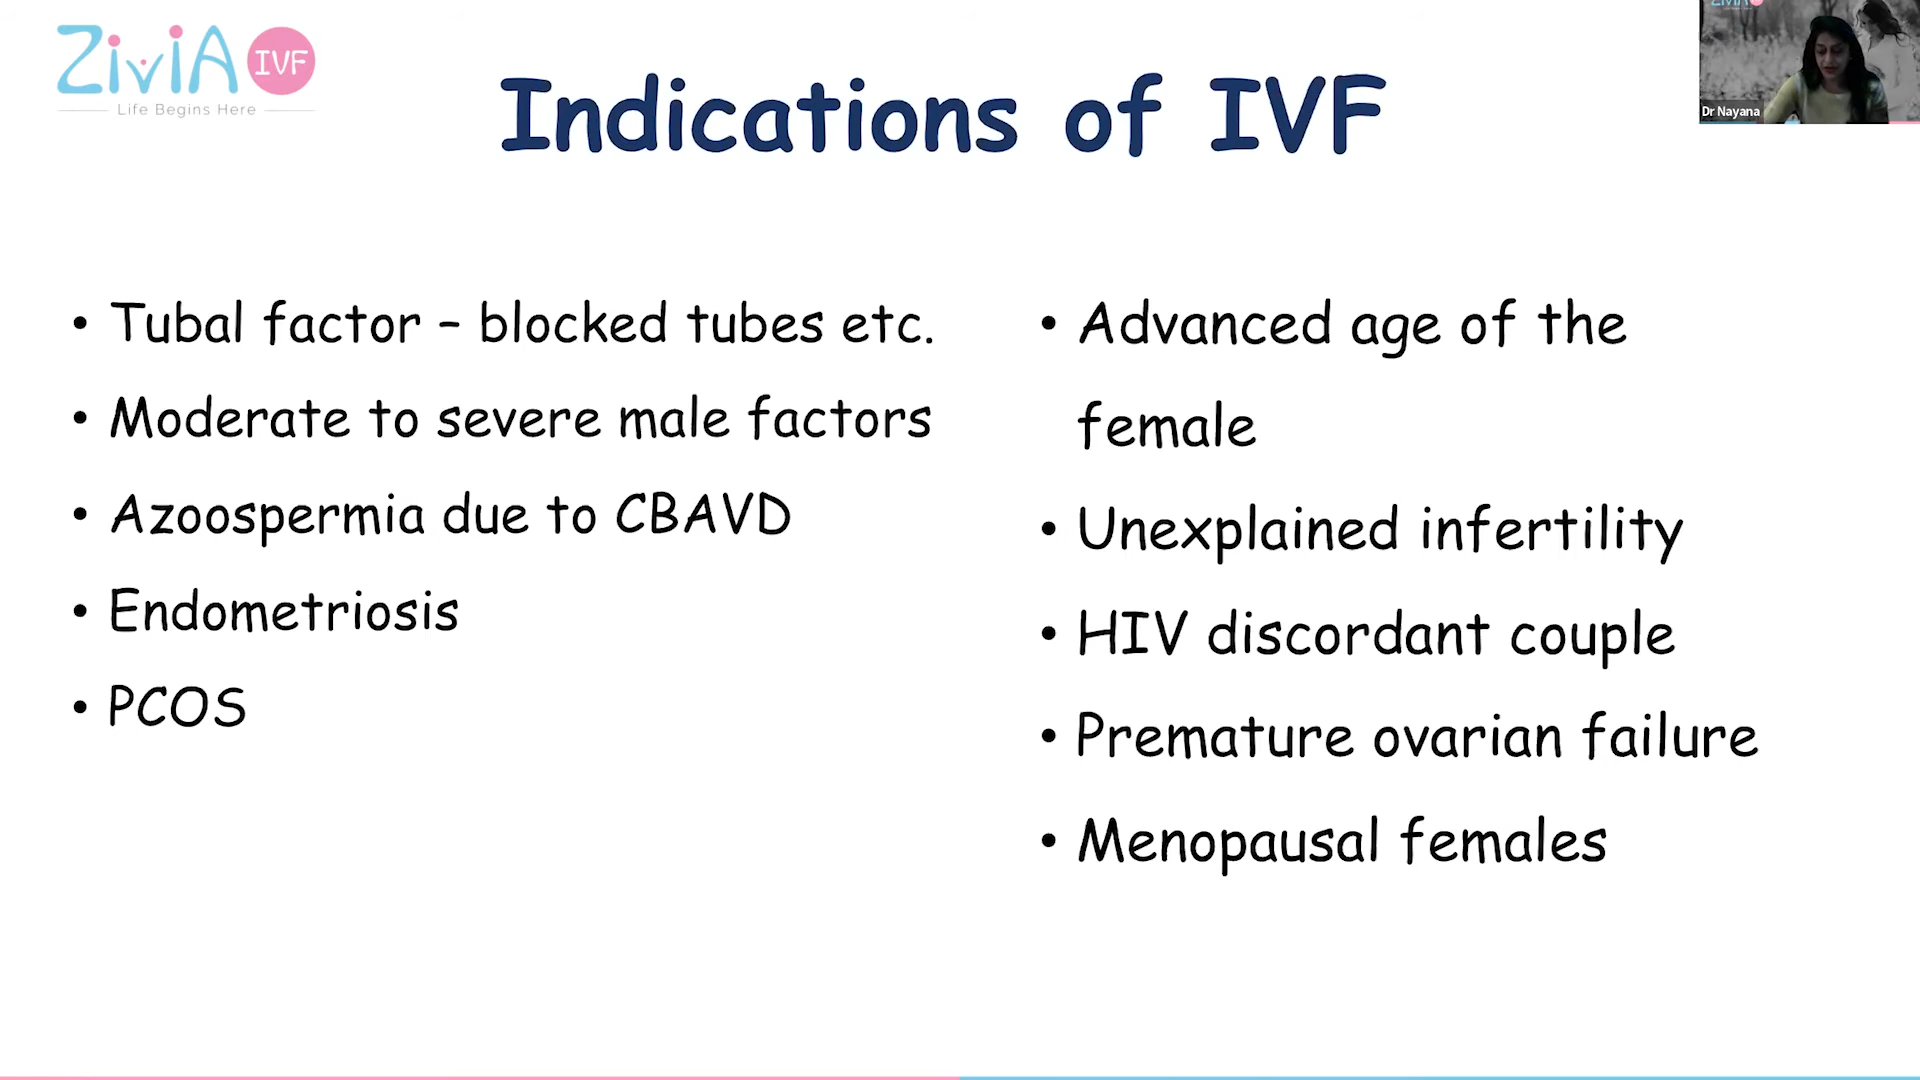 ZiviA IVF
Life Begins Here
Indications of IVF
Dr Nayana
• Tubal factor – blocked tubes etc.
• Moderate to severe male factors
• Azoospermia due to CBAVD
• Endometriosis
• PCOS
• Advanced age of the
female
• Unexplained infertility
• HIV discordant couple
• Premature ovarian failure
• Menopausal females